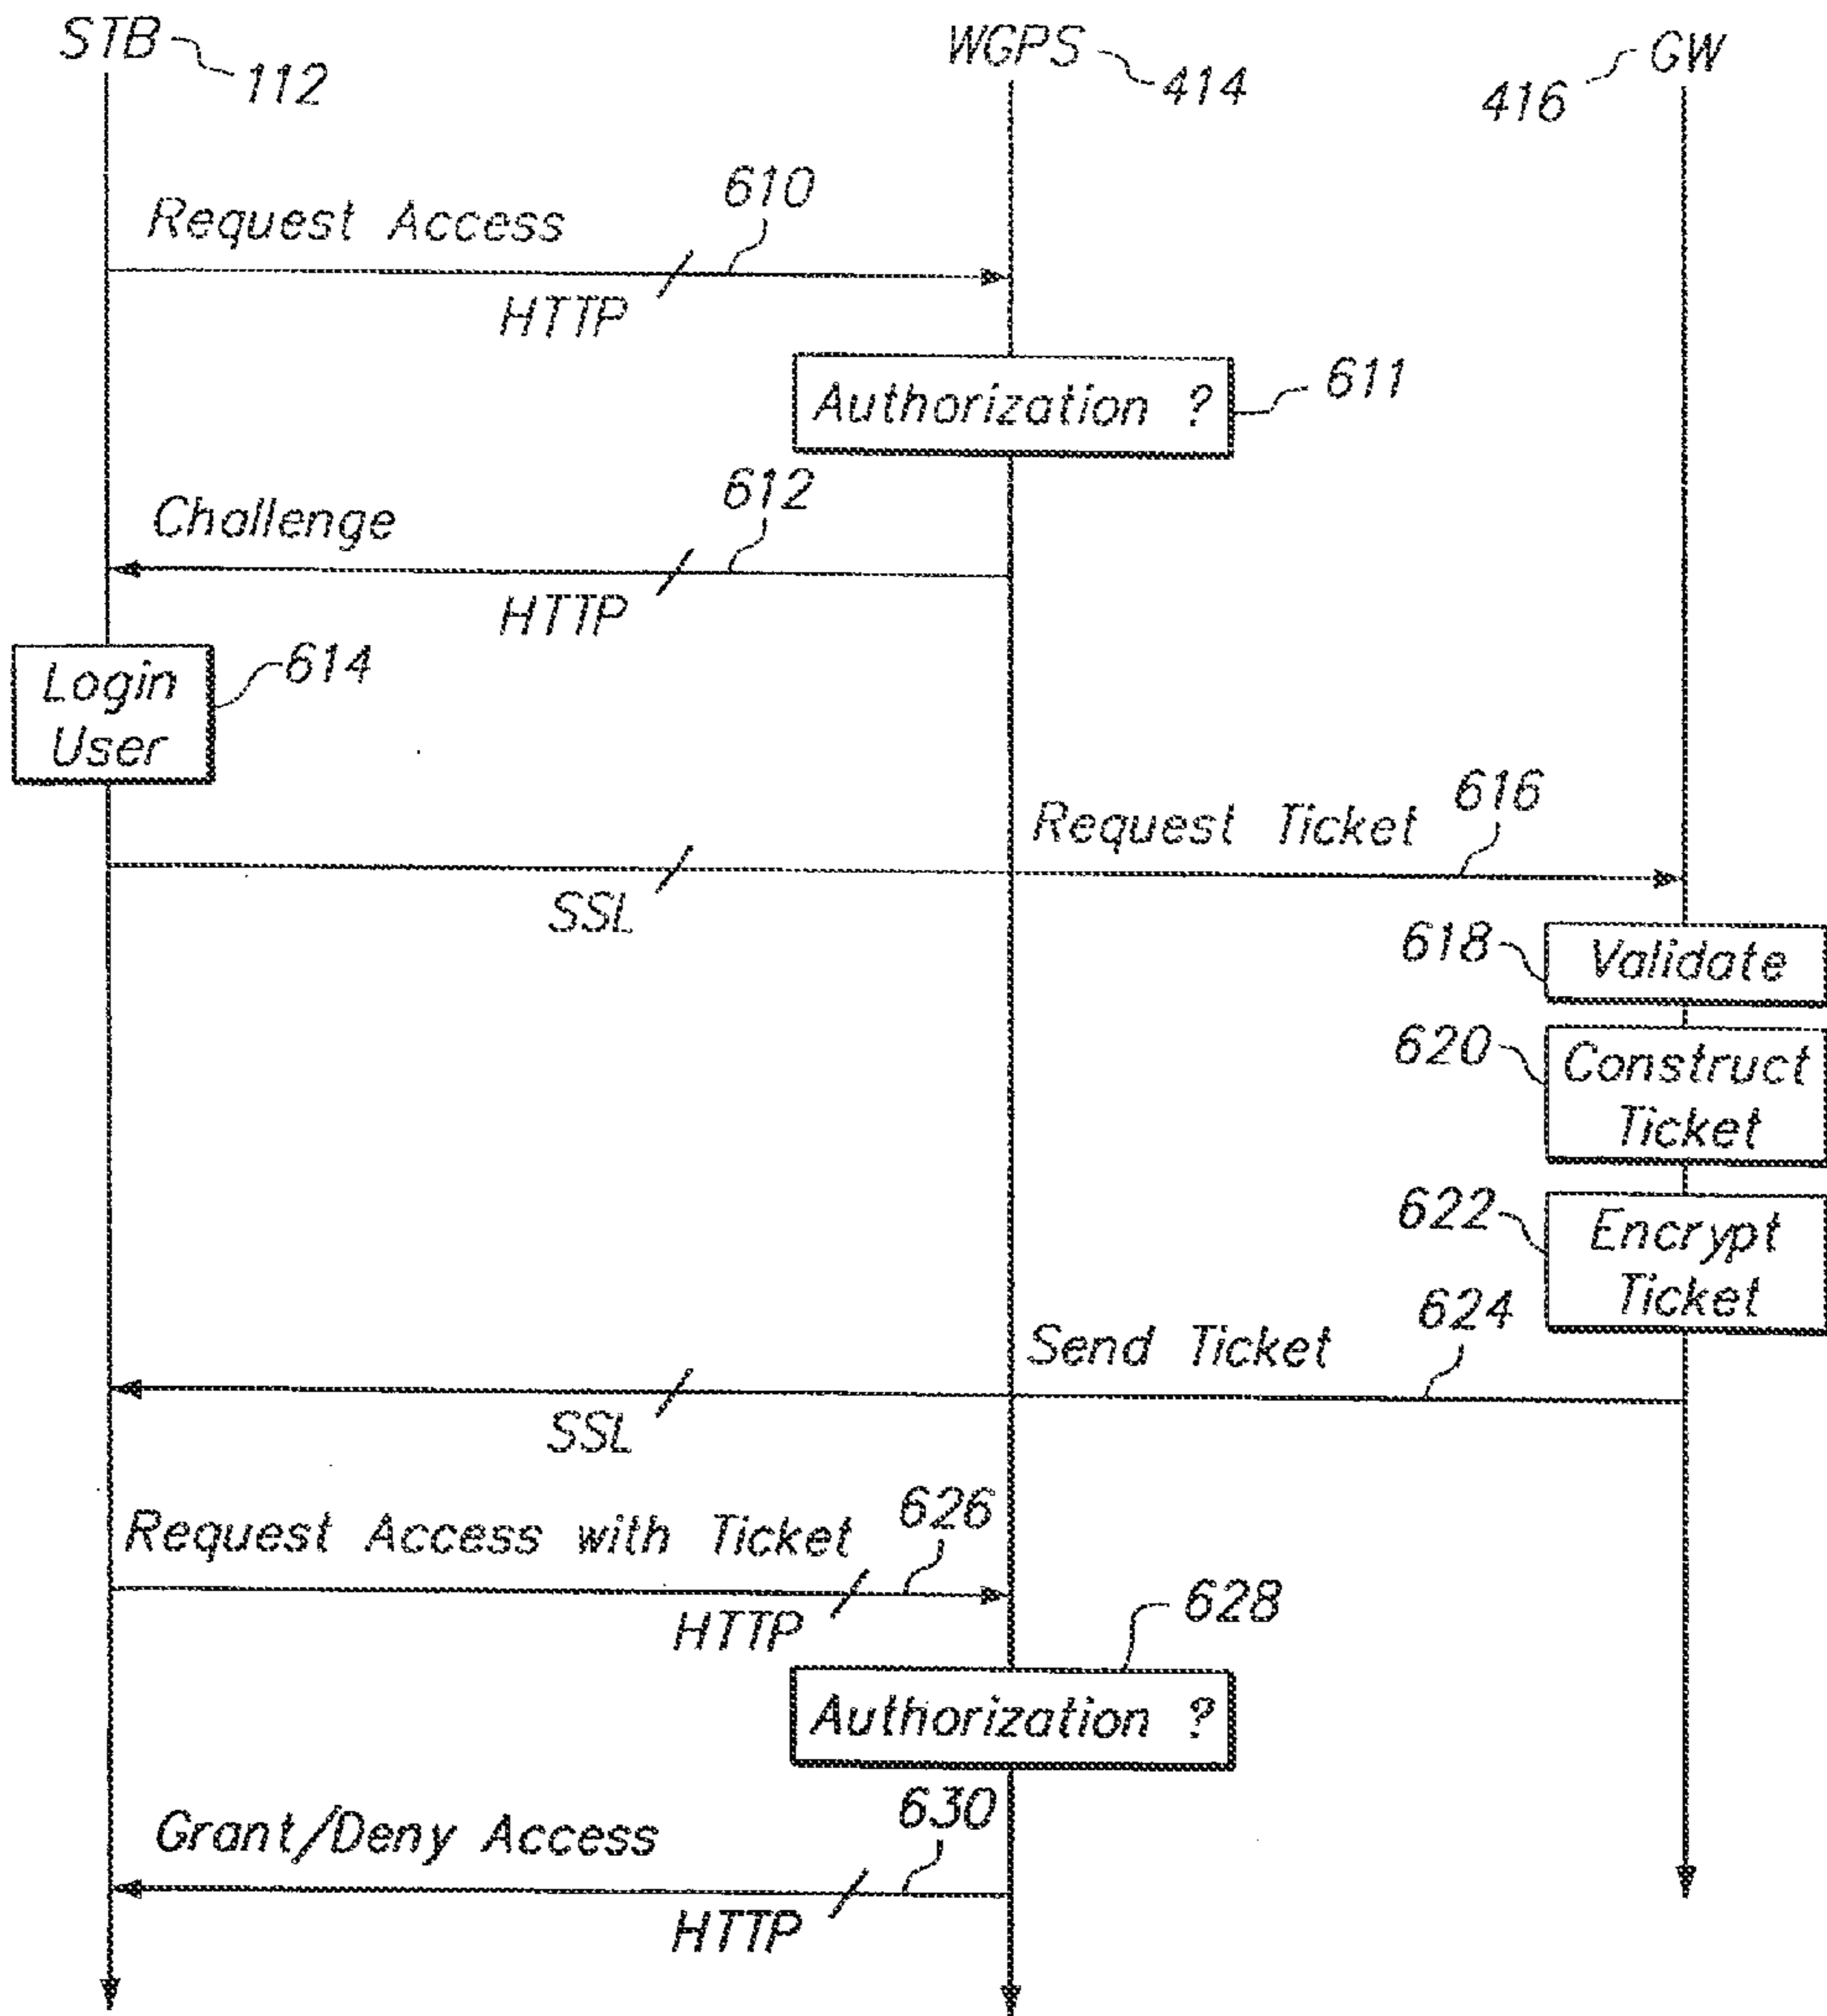 STB
WGPS
GW
112
414
416
610
Request Access
HTTP
Authorization ?
611
612
Challenge
HTTP
614
Login
User
616
Request Ticket
SSL
618
Validate
620
Construct
Ticket
622
Encrypt
Ticket
624
Send Ticket
SSL
626
Request Access with Ticket
HTTP
628
Authorization ?
630
Grant/Deny Access
HTTP